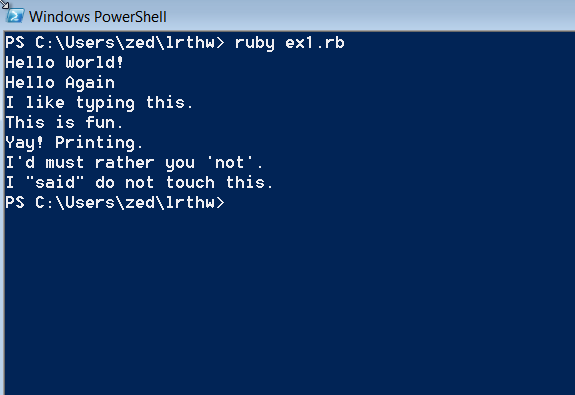 Windows PowerShell
PS C:\Users\zed\lrthw> ruby ex1.rb
Hello World!
Hello Again
I like typing this.
This is fun.
Yay! Printing.
I'd must rather you 'not'.
I "said" do not touch this.
PS C:\Users\zed\lrthw>